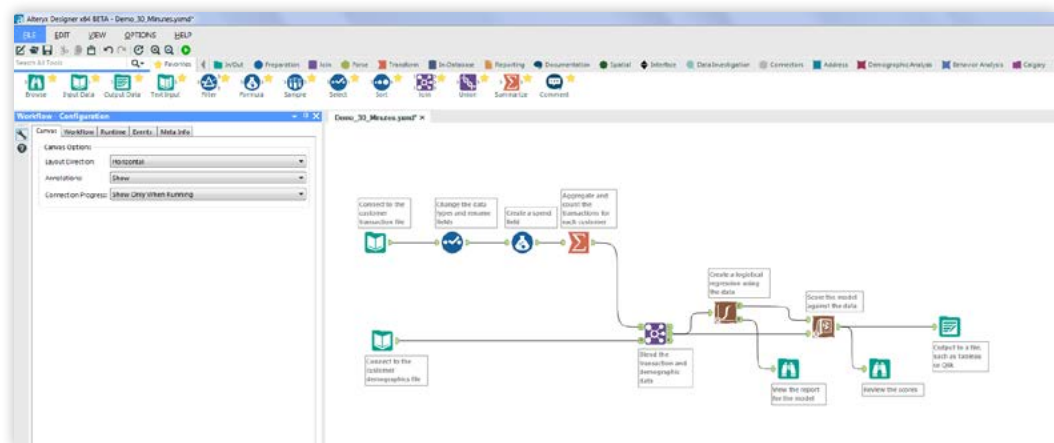 Alteryx Designer x64 BETA - Demo_30_Minures.yxmd*
FILE EDIT VIEW OPTIONS HELP
Search All Tools
Favorites In/Out Preparation Join Parse Transform In-Database Reporting Documentation Spatial Interface Data Investigation Connectors Address Demographic Analysis Behavior Analysis Calgary
Browse Input Data Output Data Text Input Filter Formula Sample Select Sort Join Union Summarize Comment
Workflow - Configuration
Demo_30_Minures.yxmd*
Canvas Workflow Runtime Events Meta Info
Canvas Options
Layout Direction Horizontal
Annotations Show
Connection Progress Show Only When Running
Connect to the
customer
transaction file
Change the data
types and rename
fields
Create a spend
field
Aggregate and
count the
transactions for
each customer
Connect to the
customer
demographics file
Blend the
transaction and
demographic
data
Create a logistical
regression using
the data
View the report
for the model
Score the model
against the data
Review the scores
Output to a file,
such as Tableau
or Qlik